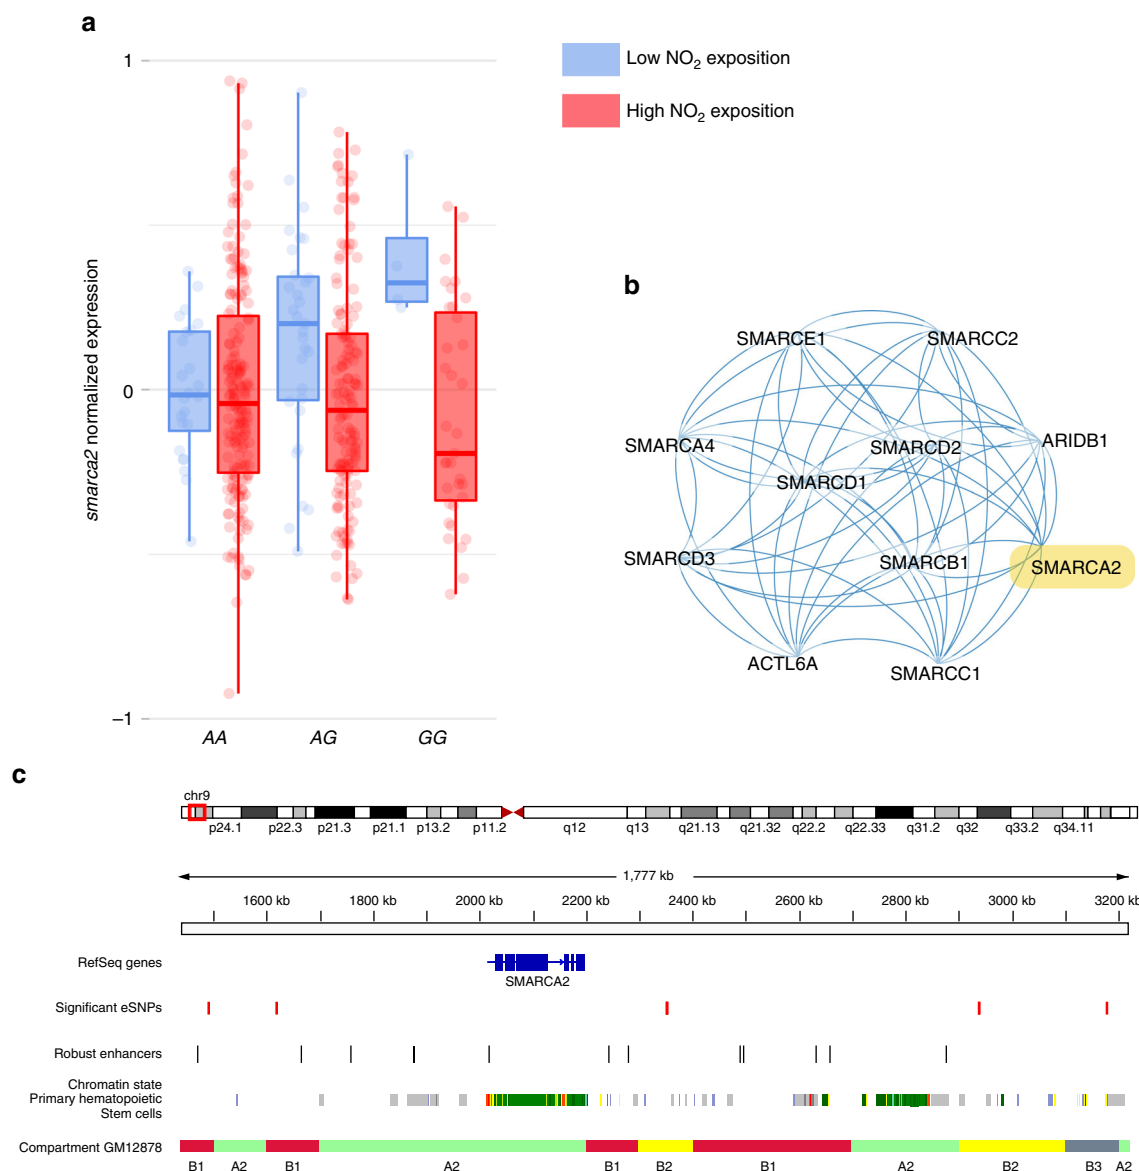 a
1
0
−1
smarca2 normalized expression
AA AG GG
Low NO2 exposition
High NO2 exposition
b
SMARCE1
SMARCC2
SMARCA4
SMARCD2
ARIDB1
SMARCD1
SMARCD3
SMARCB1
SMARCA2
ACTL6A
SMARCC1
c
chr9
p24.1 p22.3 p21.3 p21.1 p13.2 p11.2 q12 q13 q21.13 q21.32 q22.2 q22.33 q31.2 q32 q33.2 q34.11
1,777 kb
1600 kb 1800 kb 2000 kb 2200 kb 2400 kb 2600 kb 2800 kb 3000 kb 3200 kb
RefSeq genes
SMARCA2
Significant eSNPs
Robust enhancers
Chromatin state
Primary hematopoietic
Stem cells
Compartment GM12878
B1 A2 B1 A2 B1 B2 B1 A2 B2 B3 A2